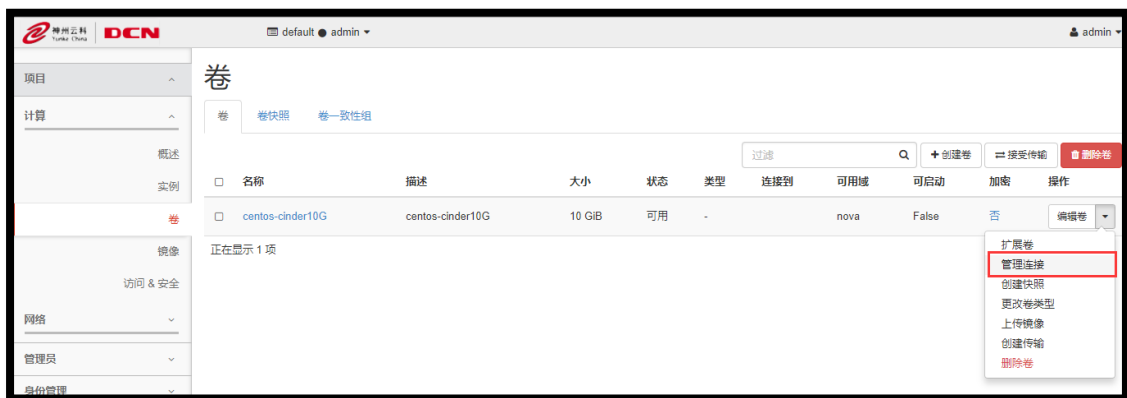 神州云科 Yunke China DCN default admin admin
项目
卷
计算
卷 卷快照 卷一致性组
过滤 创建卷 接受传输 删除卷
概述
名称 描述 大小 状态 类型 连接到 可用域 可启动 加密 操作
实例
centos-cinder10G centos-cinder10G 10 GiB 可用 - nova False 否 编辑卷
卷
正在显示 1 项
镜像
访问 & 安全
网络
管理员
身份管理
扩展卷
管理连接
创建快照
更改卷类型
上传镜像
创建传输
删除卷